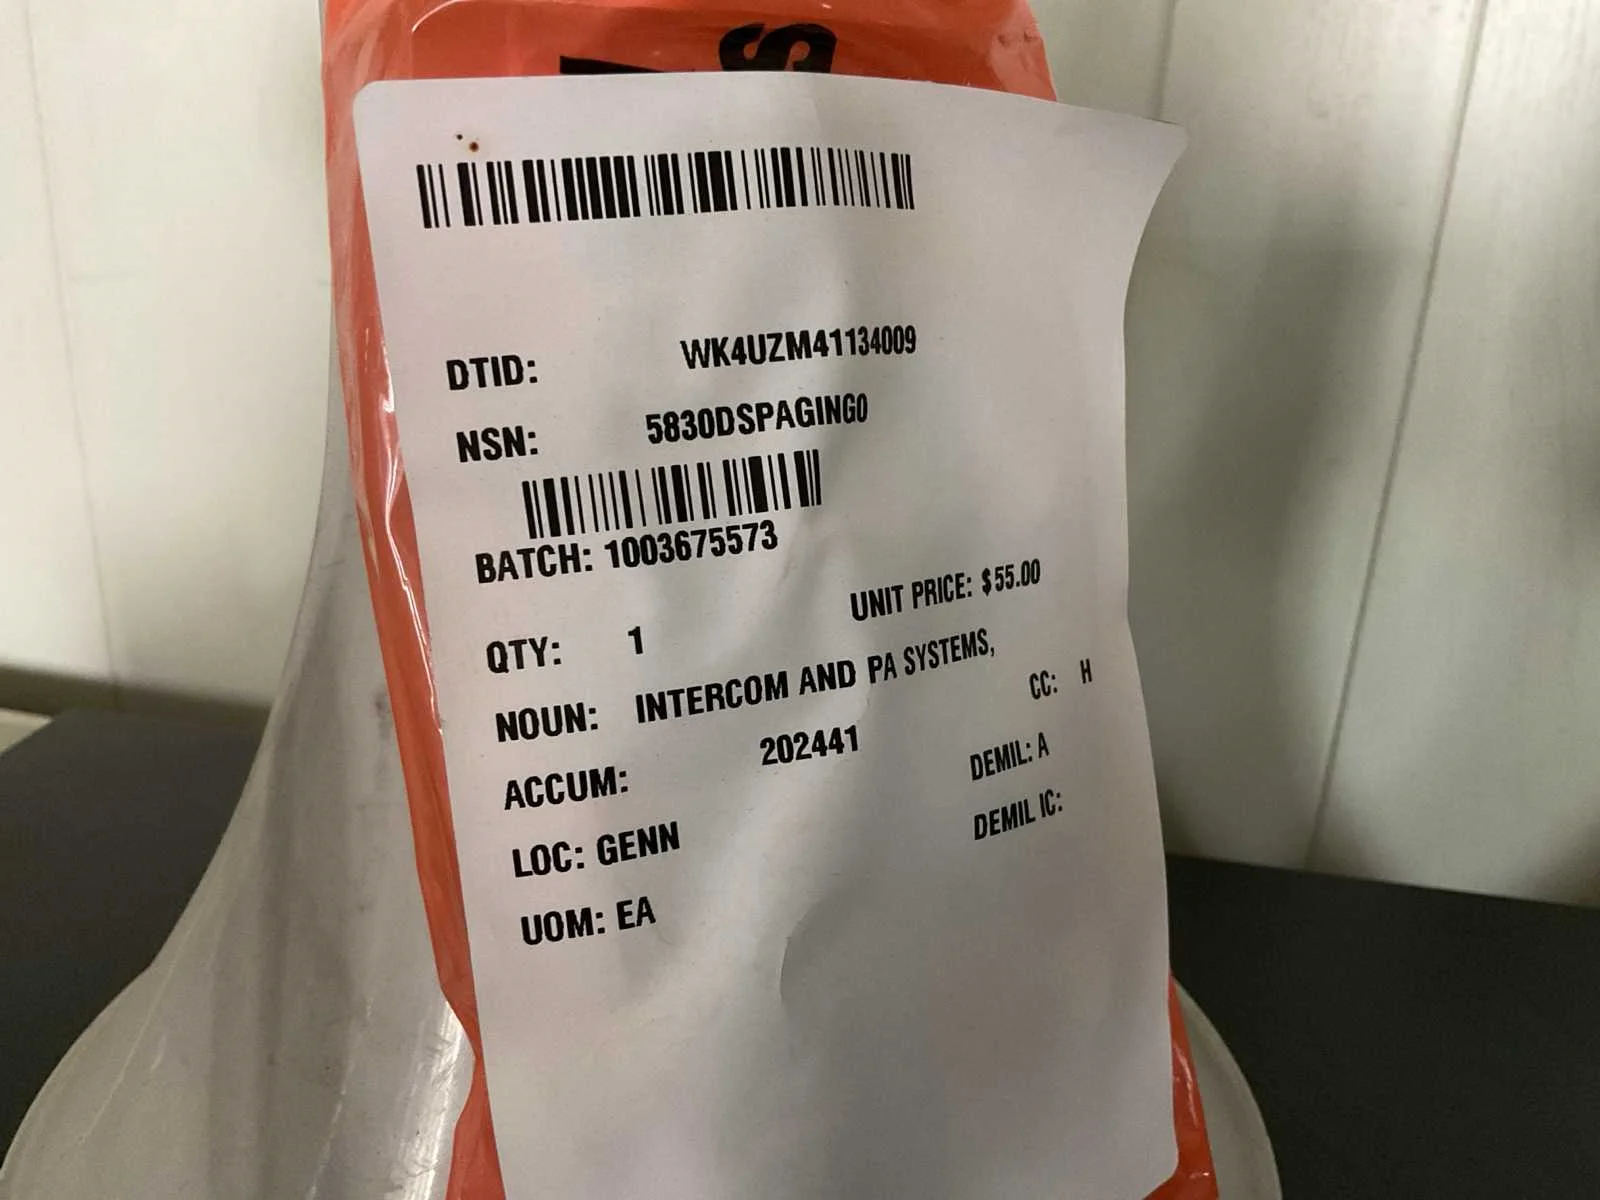 S
DTID: WK4UZM41134009
NSN: 5830DSPAGING0
BATCH: 1003675573
QTY: 1 UNIT PRICE: $55.00
NOUN: INTERCOM AND PA SYSTEMS,
CC: H
ACCUM: 202441
DEMIL: A
LOC: GENN
DEMIL IC:
UOM: EA